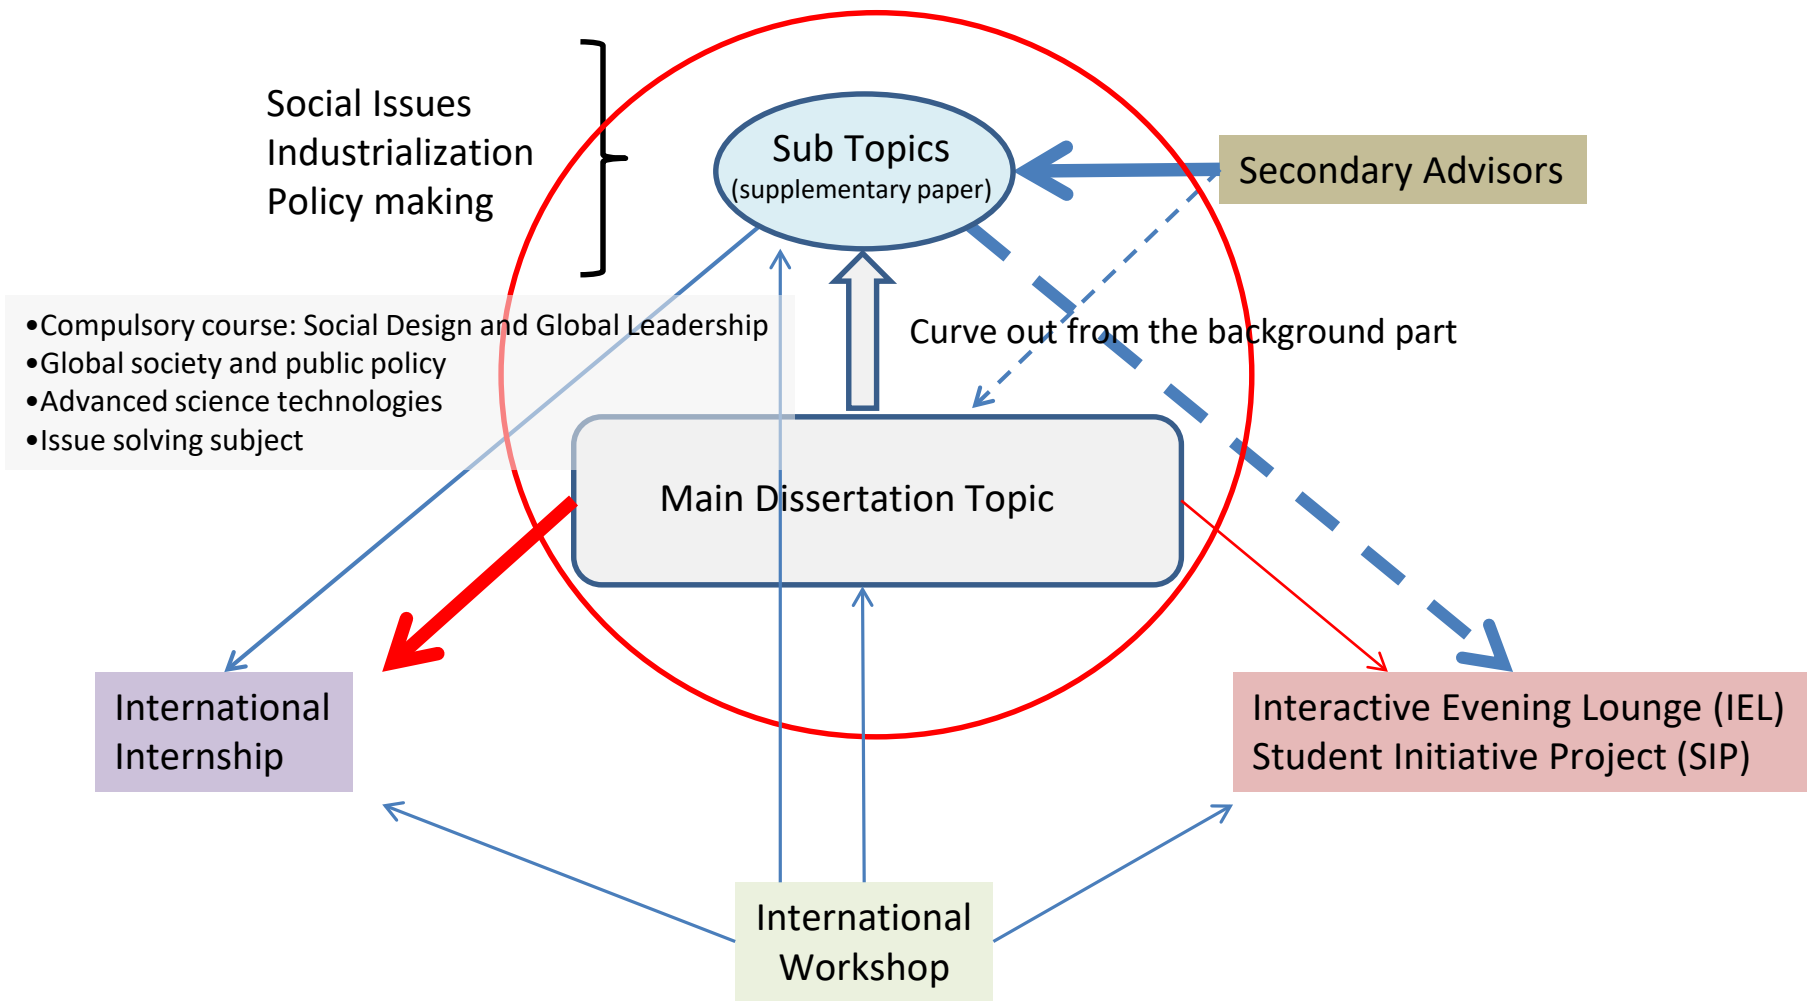 Social Issues
Industrialization
Policy making
Sub Topics
(supplementary paper)
Secondary Advisors
•Compulsory course: Social Design and Global Leadership
•Global society and public policy
•Advanced science technologies
•Issue solving subject
Curve out from the background part
Main Dissertation Topic
International
Internship
Interactive Evening Lounge (IEL)
Student Initiative Project (SIP)
International
Workshop